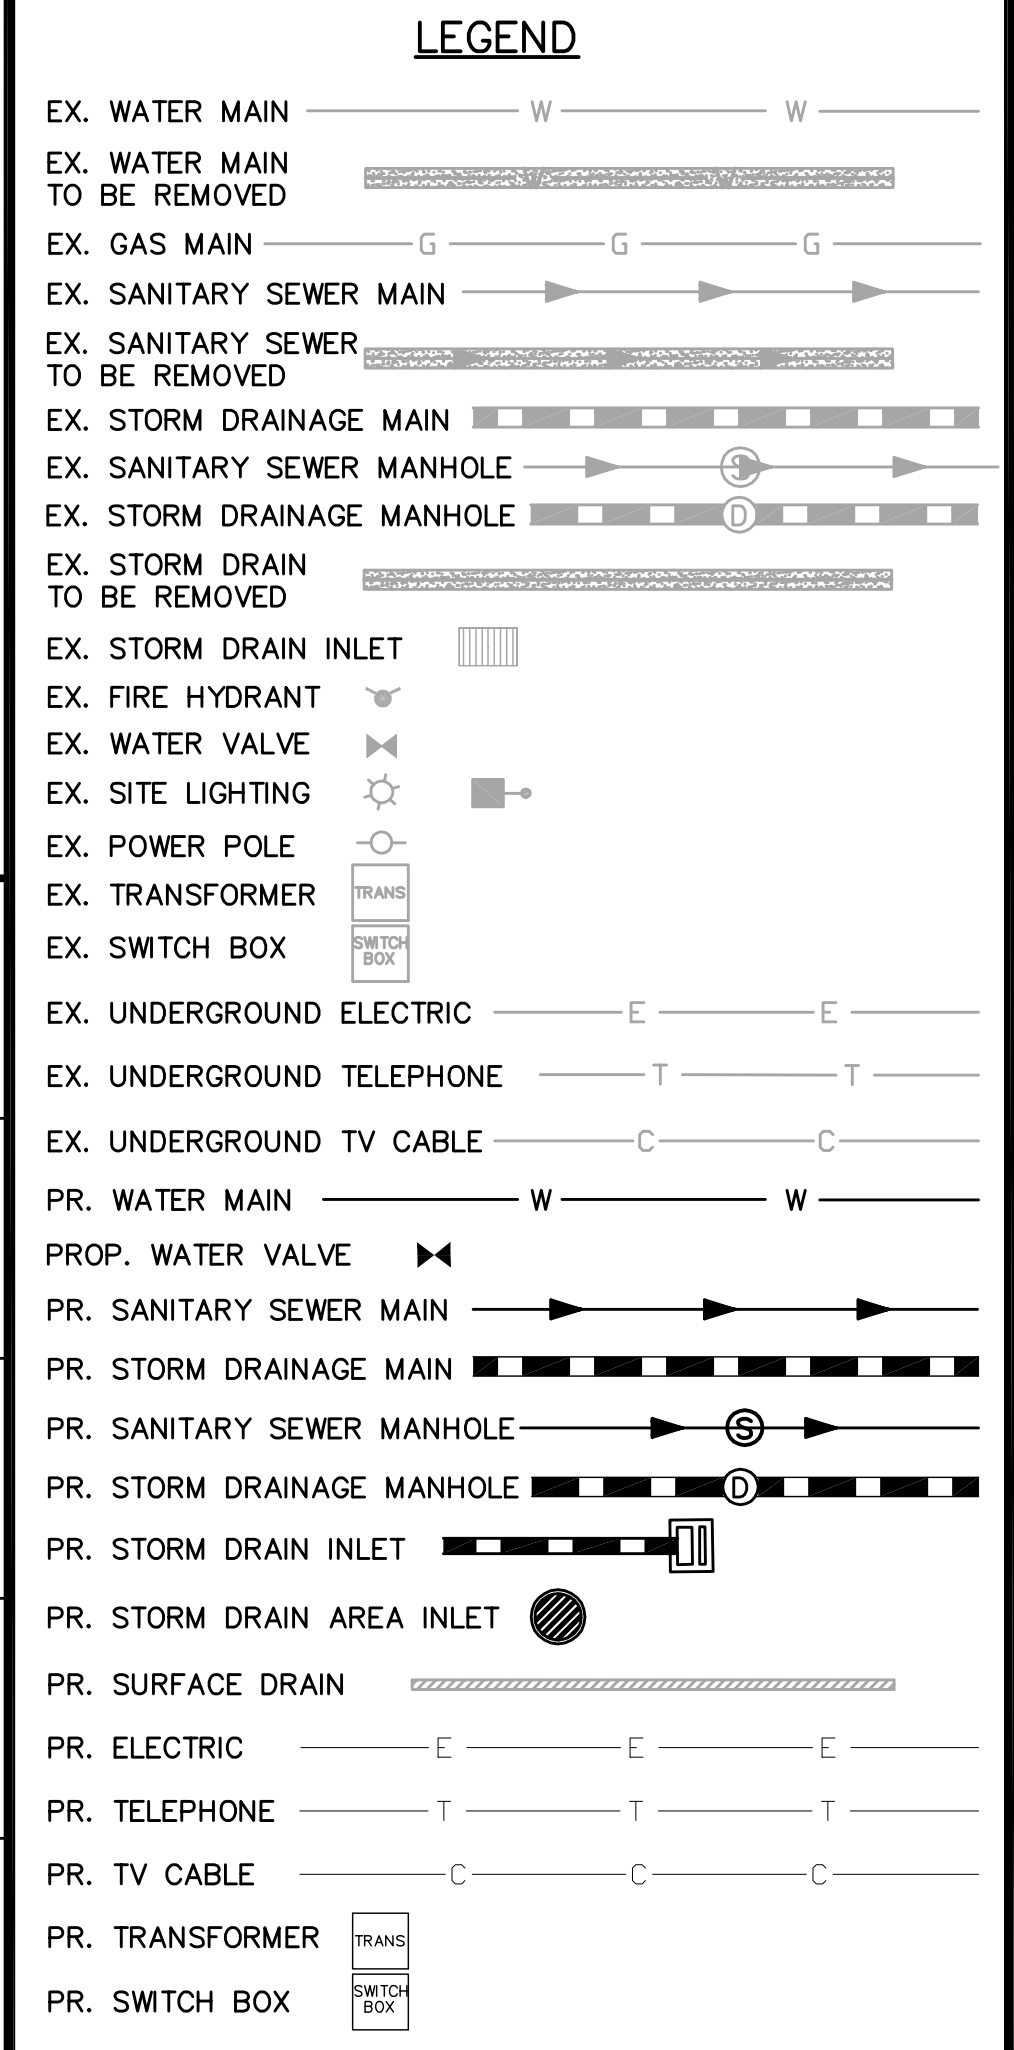 LEGEND
EX. WATER MAIN W W
EX. WATER MAIN
TO BE REMOVED
EX. GAS MAIN G G G
EX. SANITARY SEWER MAIN
EX. SANITARY SEWER
TO BE REMOVED
EX. STORM DRAINAGE MAIN
EX. SANITARY SEWER MANHOLE S
EX. STORM DRAINAGE MANHOLE D
EX. STORM DRAIN
TO BE REMOVED
EX. STORM DRAIN INLET
EX. FIRE HYDRANT
EX. WATER VALVE
EX. SITE LIGHTING
EX. POWER POLE
EX. TRANSFORMER TRANS
EX. SWITCH BOX SWITCH
BOX
EX. UNDERGROUND ELECTRIC E E
EX. UNDERGROUND TELEPHONE T T
EX. UNDERGROUND TV CABLE C C
PR. WATER MAIN W W
PROP. WATER VALVE
PR. SANITARY SEWER MAIN
PR. STORM DRAINAGE MAIN
PR. SANITARY SEWER MANHOLE S
PR. STORM DRAINAGE MANHOLE D
PR. STORM DRAIN INLET
PR. STORM DRAIN AREA INLET
PR. SURFACE DRAIN
PR. ELECTRIC E E E
PR. TELEPHONE T T T
PR. TV CABLE C C C
PR. TRANSFORMER TRANS
PR. SWITCH BOX SWITCH
BOX